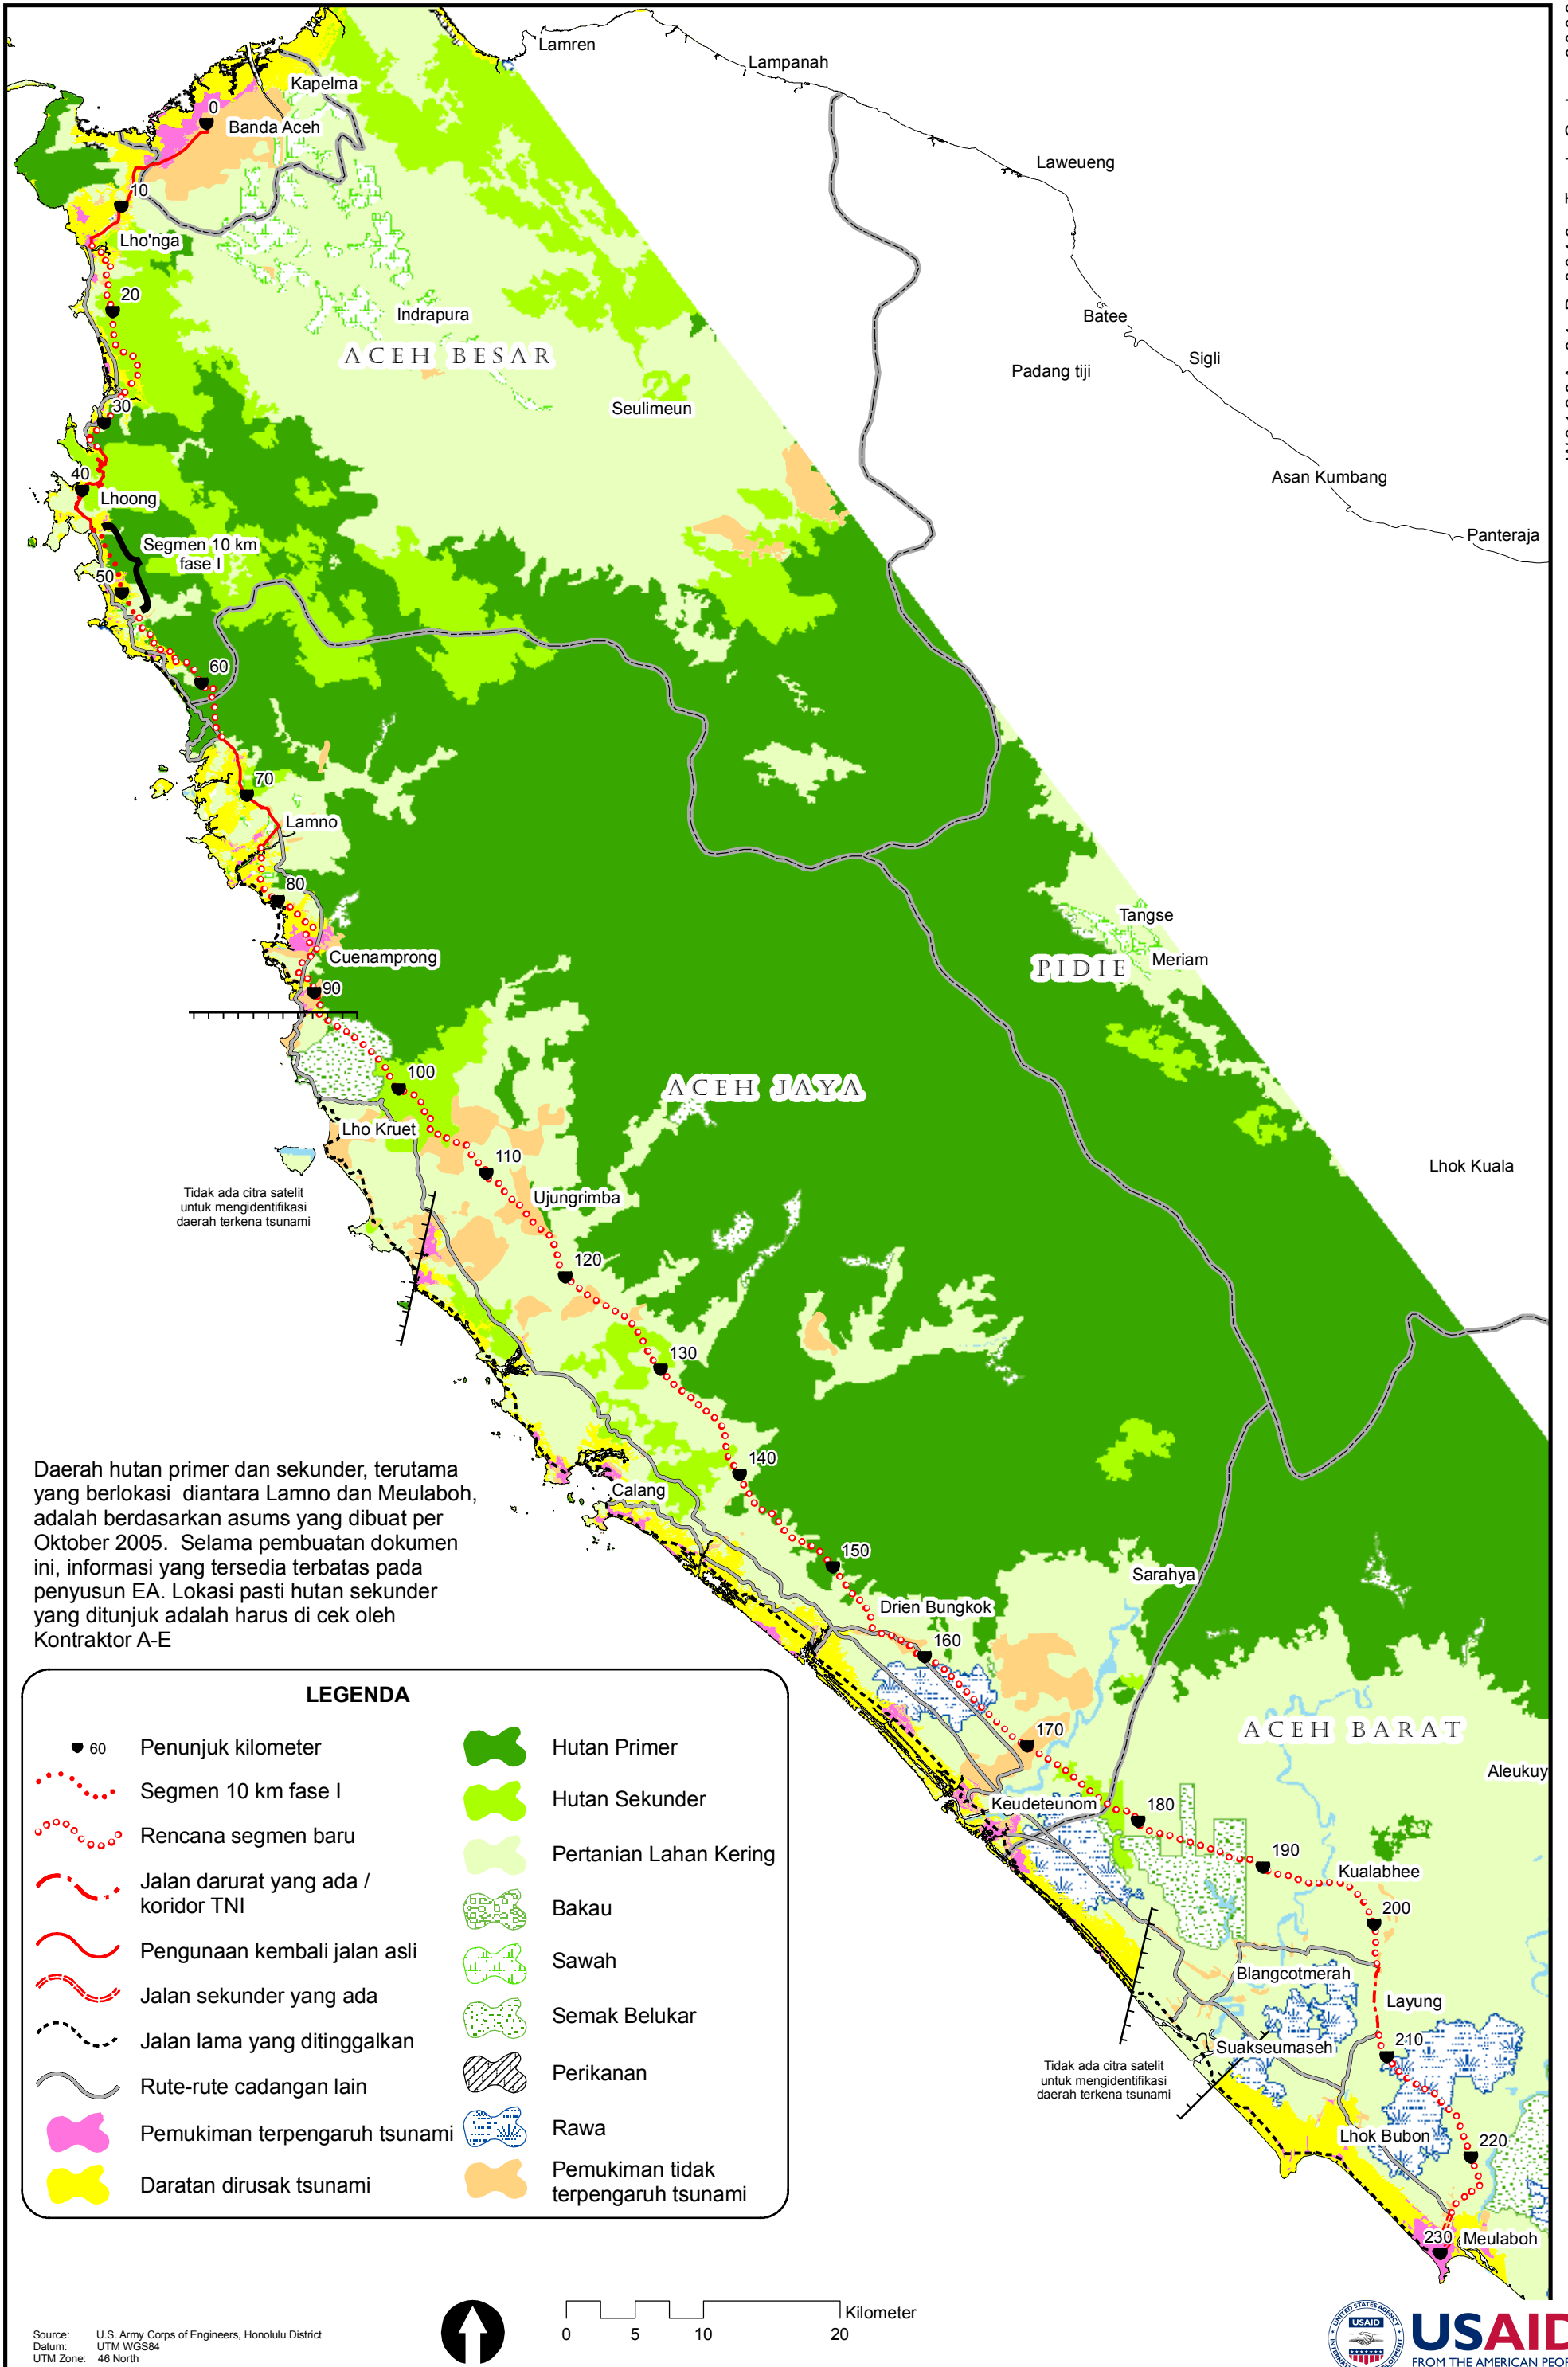 Lamren
Lampanah
Kapelma
0
Banda Aceh
Laweueng
10
Lho'nga
20
Indrapura
Batee
ACEH BESAR
Sigli
Padang tiji
30
Seulimeun
40
Lhoong
Asan Kumbang
Panteraja
Segmen 10 km
fase I
50
60
70
Lamno
80
Tangse
Cuenamprong
PIDIE
Meriam
90
100
ACEH JAYA
Lho Kruet
110
Lhok Kuala
Ujungrimba
Tidak ada citra satelit
untuk mengidentifikasi
daerah terkena tsunami
120
130
140
Calang
150
Sarahya
Drien Bungkok
160
170
ACEH BARAT
Aleukuy
Keudeteunom
180
190
Kualabhee
200
Blangcotmerah
Layung
210
Suakseumaseh
Tidak ada citra satelit
untuk mengidentifikasi
daerah terkena tsunami
Lhok Bubon
220
230
Meulaboh
Daerah hutan primer dan sekunder, terutama
yang berlokasi diantara Lamno dan Meulaboh,
adalah berdasarkan asums yang dibuat per
Oktober 2005. Selama pembuatan dokumen
ini, informasi yang tersedia terbatas pada
penyusun EA. Lokasi pasti hutan sekunder
yang ditunjuk adalah harus di cek oleh
Kontraktor A-E
LEGENDA
60
Penunjuk kilometer
Segmen 10 km fase I
Rencana segmen baru
Jalan darurat yang ada /
koridor TNI
Pengunaan kembali jalan asli
Jalan sekunder yang ada
Jalan lama yang ditinggalkan
Rute-rute cadangan lain
Pemukiman terpengaruh tsunami
Daratan dirusak tsunami
Hutan Primer
Hutan Sekunder
Pertanian Lahan Kering
Bakau
Sawah
Semak Belukar
Perikanan
Rawa
Pemukiman tidak
terpengaruh tsunami
Source: U.S. Army Corps of Engineers, Honolulu District
Datum: UTM WGS84
UTM Zone: 46 North
Kilometer
0 5 10 20
UNITED STATES AGENCY
USAID
USAID
FROM THE AMERICAN PEOP